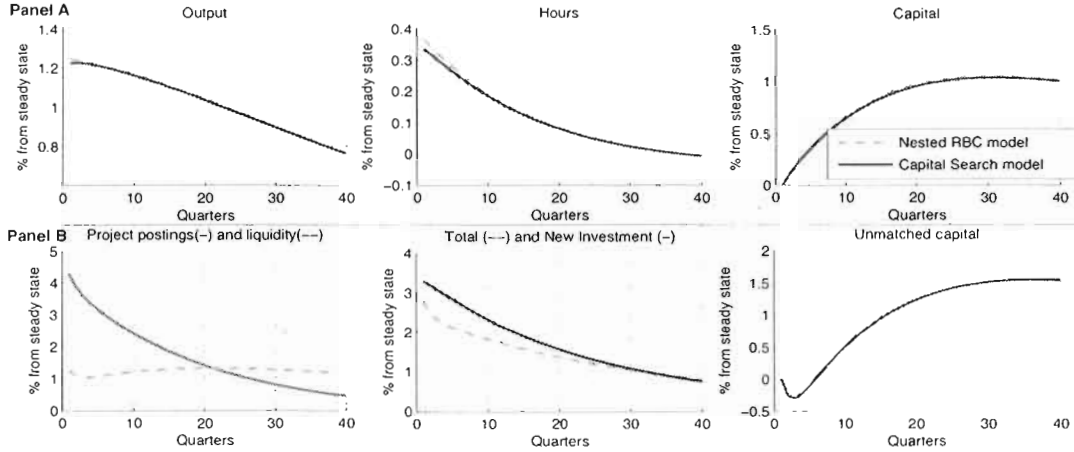 Panel A
Output
Hours
Capital
% from steady state
1.4
1.2
1
0.8
0
10
20
30
40
Quarters
% from steady state
0.4
0.3
0.2
0.1
0
−0.1
0
10
20
30
40
Quarters
% from steady state
1.5
1
0.5
0
0
10
20
30
40
Quarters
Nested RBC model
Capital Search model
Panel B
Project postings(−) and liquidity(−−)
Total (−−) and New Investment (−)
Unmatched capital
% from steady state
5
4
3
2
1
0
0
10
20
30
40
Quarters
% from steady state
4
3
2
1
0
0
10
20
30
40
Quarters
% from steady state
2
1.5
1
0.5
0
−0.5
0
10
20
30
40
Quarters